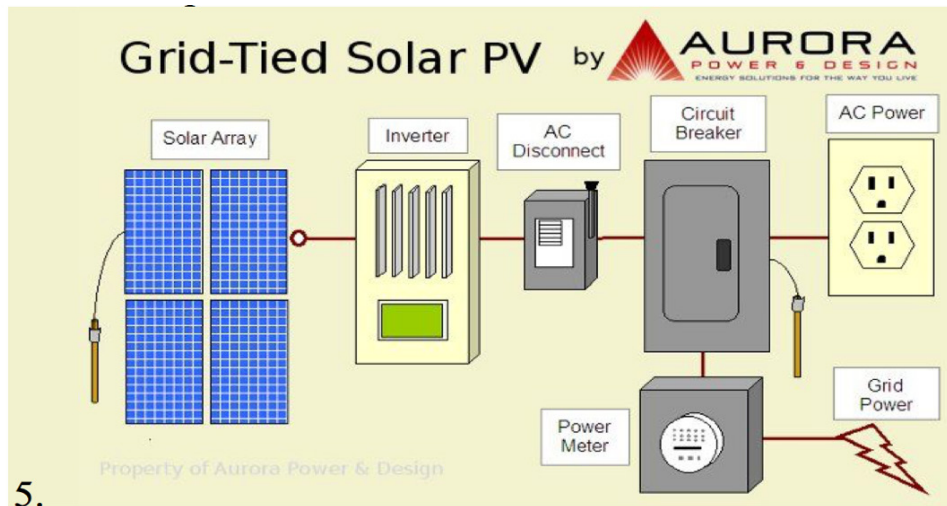 Grid-Tied Solar PV by AURORA
POWER & DESIGN
ENERGY SOLUTIONS FOR THE WAY YOU LIVE
Solar Array
Inverter
AC
Disconnect
Circuit
Breaker
AC Power
Power
Meter
Grid
Power
Property of Aurora Power & Design
5.